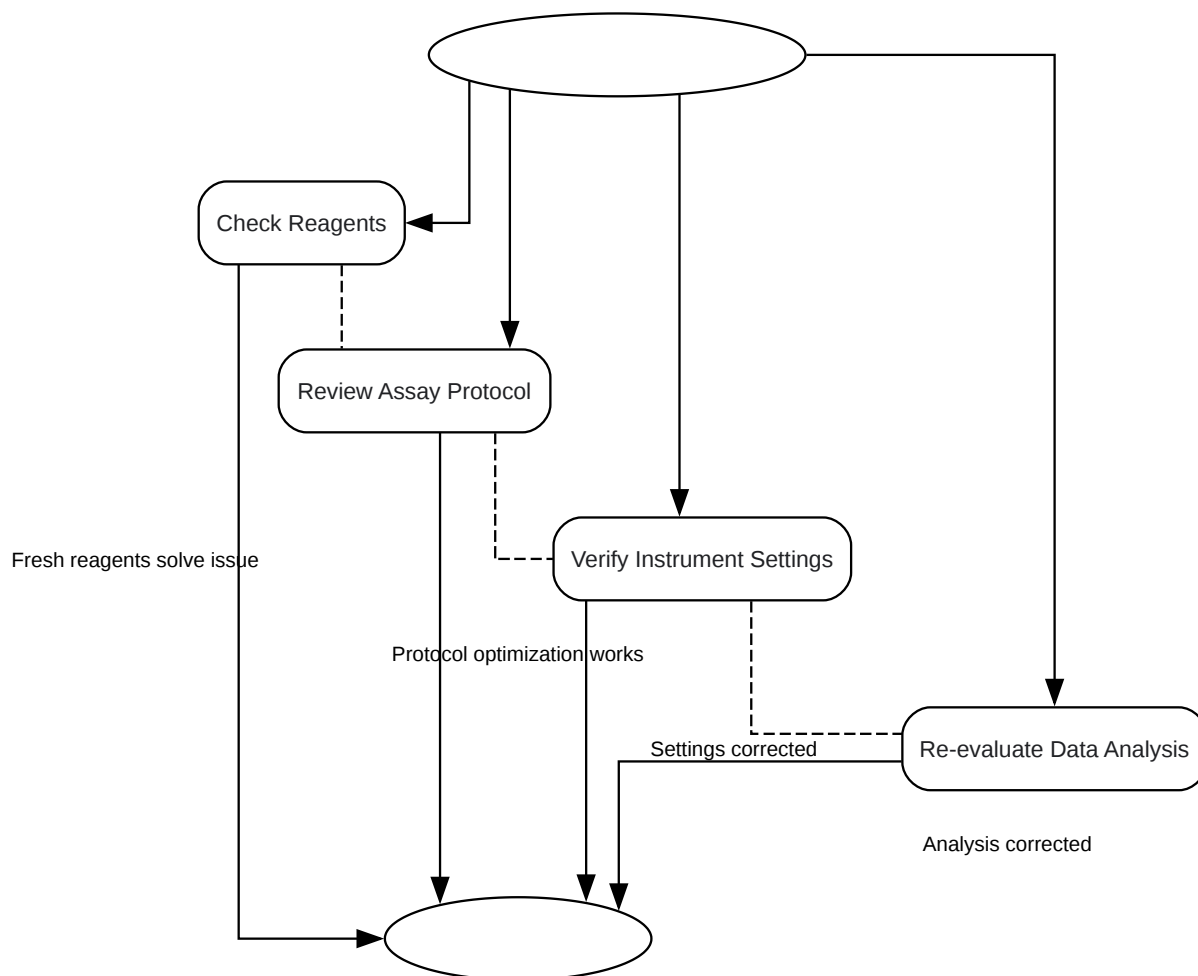 Check Reagents
Review Assay Protocol
Fresh reagents solve issue
Verify Instrument Settings
Protocol optimization works
Settings corrected
Re-evaluate Data Analysis
Analysis corrected